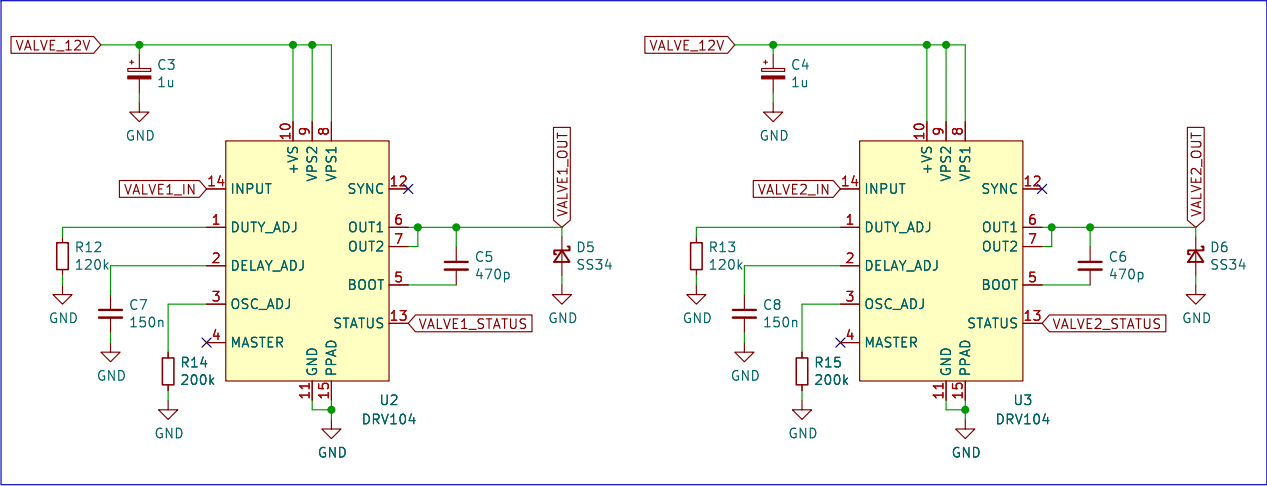 VALVE_12V
C3
1u
GND
10
9
8
+VS
VPS2
VPS1
VALVE1_IN
14
INPUT
SYNC
12
VALVE1_OUT
1
DUTY_ADJ
OUT1
6
R12
120k
GND
OUT2
7
C5
470p
D5
SS34
GND
2
DELAY_ADJ
BOOT
5
C7
150n
GND
3
OSC_ADJ
STATUS
13
VALVE1_STATUS
4
MASTER
R14
200k
GND
GND
PPAD
11
15
U2
DRV104
GND
VALVE_12V
C4
1u
GND
10
9
8
+VS
VPS2
VPS1
VALVE2_IN
14
INPUT
SYNC
12
VALVE2_OUT
1
DUTY_ADJ
OUT1
6
R13
120k
GND
OUT2
7
C6
470p
D6
SS34
GND
2
DELAY_ADJ
BOOT
5
C8
150n
GND
3
OSC_ADJ
STATUS
13
VALVE2_STATUS
4
MASTER
R15
200k
GND
GND
PPAD
11
15
U3
DRV104
GND